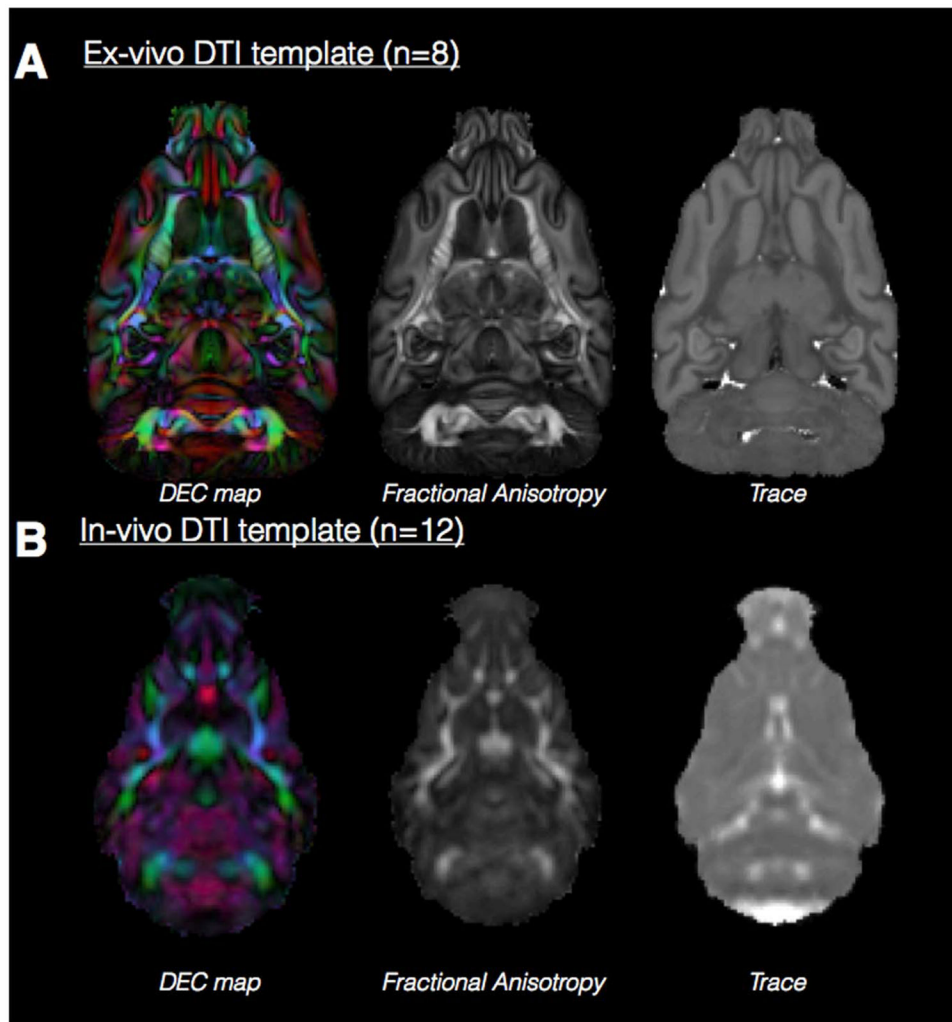 A Ex-vivo DTI template (n=8)
DEC map Fractional Anisotropy Trace
B In-vivo DTI template (n=12)
DEC map Fractional Anisotropy Trace